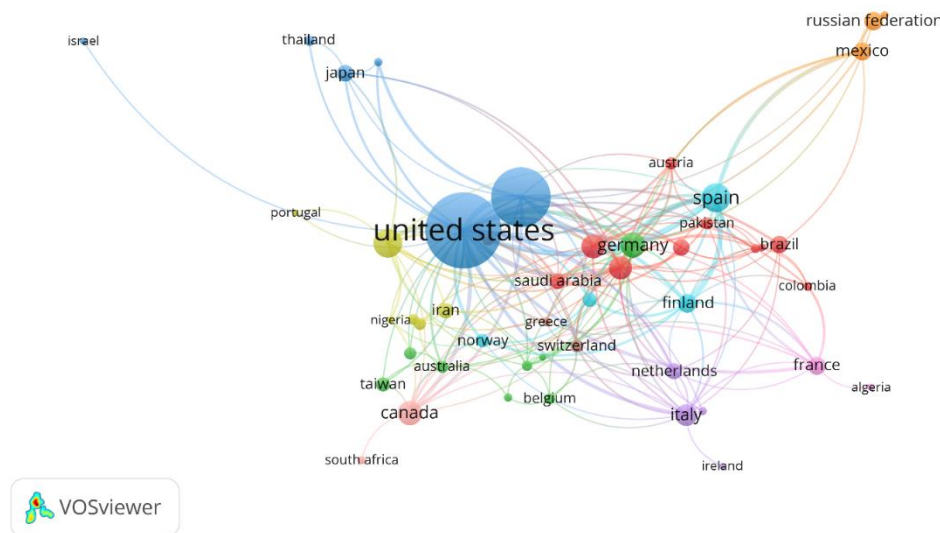 russian federation
israel
thailand
mexico
japan
austria
spain
portugal
pakistan
united states
germany
brazil
saudi arabia
colombia
finland
iran
nigeria
greece
norway
switzerland
australia
netherlands
france
taiwan
algeria
belgium
canada
italy
south africa
ireland
VOSviewer